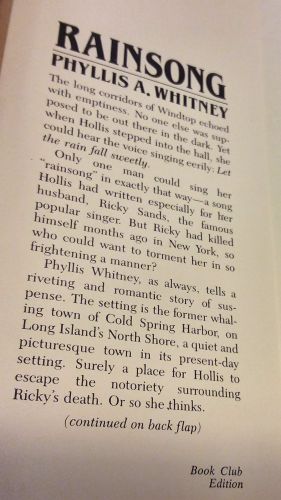 RAINSONG
PHYLLIS A. WHITNEY
The long corridors of Windtop echoed
with emptiness. No one else was sup-
posed to be out there in the dark. Yet
when Hollis stepped into the hall, she
could hear the voice singing eerily: Let
the rain fall sweetly.
Only one man could sing her
"rainsong" in exactly that way—a song
Hollis had written especially for her
husband, Ricky Sands, the famous
popular singer. But Ricky had killed
himself months ago in New York, so
who could want to torment her in so
frightening a manner?
Phyllis Whitney, as always, tells a
riveting and romantic story of sus-
pense. The setting is the former whal-
ing town of Cold Spring Harbor, on
Long Island's North Shore, a quiet and
picturesque town in its present-day
setting. Surely a place for Hollis to
escape the notoriety surrounding
Ricky's death. Or so she thinks.
(continued on back flap)
Book Club
Edition